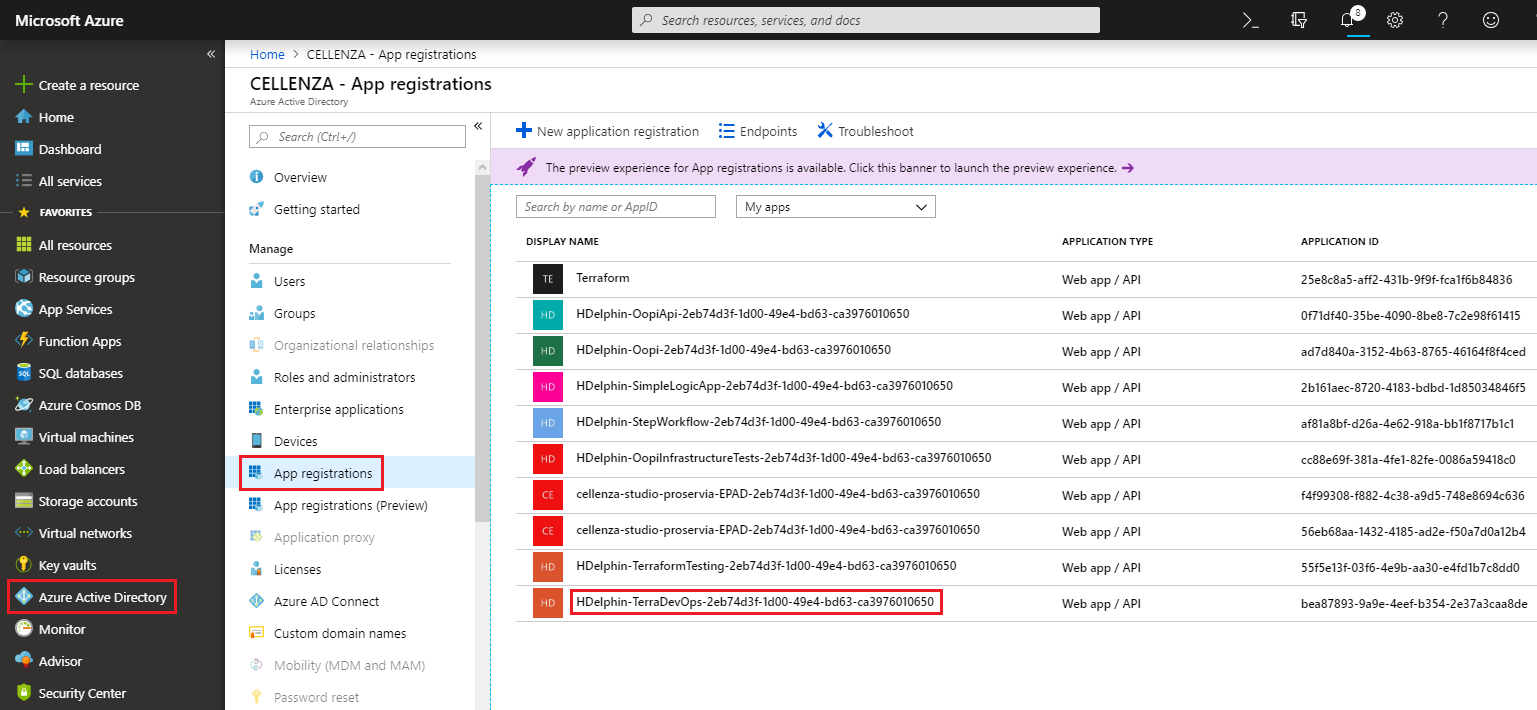 Microsoft Azure
Search resources, services, and docs
8
Create a resource
Home
Dashboard
All services
FAVORITES
All resources
Resource groups
App Services
Function Apps
SQL databases
Azure Cosmos DB
Virtual machines
Load balancers
Storage accounts
Virtual networks
Key vaults
Azure Active Directory
Monitor
Advisor
Security Center
Home > CELLENZA - App registrations
CELLENZA - App registrations
Azure Active Directory
Search (Ctrl+/)
Overview
Getting started
Manage
Users
Groups
Organizational relationships
Roles and administrators
Enterprise applications
Devices
App registrations
App registrations (Preview)
Application proxy
Licenses
Azure AD Connect
Custom domain names
Mobility (MDM and MAM)
Password reset
New application registration Endpoints Troubleshoot
The preview experience for App registrations is available. Click this banner to launch the preview experience.
Search by name or AppID My apps
DISPLAY NAME APPLICATION TYPE APPLICATION ID
TE Terraform Web app / API 25e8c8a5-aff2-431b-9f9f-fca1f6b84836
HD HDelphin-OopiApi-2eb74d3f-1d00-49e4-bd63-ca3976010650 Web app / API 0f71df40-35be-4090-8be8-7c2e98f61415
HD HDelphin-Oopi-2eb74d3f-1d00-49e4-bd63-ca3976010650 Web app / API ad7d840a-3152-4b63-8765-46164f8f4ced
HD HDelphin-SimpleLogicApp-2eb74d3f-1d00-49e4-bd63-ca3976010650 Web app / API 2b161aec-8720-4183-bdbd-1d85034846f5
HD HDelphin-StepWorkflow-2eb74d3f-1d00-49e4-bd63-ca3976010650 Web app / API af81a8bf-d26a-4e62-918a-bb1f8717b1c1
HD HDelphin-OopiInfrastructureTests-2eb74d3f-1d00-49e4-bd63-ca3976010650 Web app / API cc88e69f-381a-4fe1-82fe-0086a59418c0
CE cellenza-studio-proservia-EPAD-2eb74d3f-1d00-49e4-bd63-ca3976010650 Web app / API f4f99308-f882-4c38-a9d5-748e8694c636
CE cellenza-studio-proservia-EPAD-2eb74d3f-1d00-49e4-bd63-ca3976010650 Web app / API 56eb68aa-1432-4185-ad2e-f50a7d0a12b4
HD HDelphin-TerraformTesting-2eb74d3f-1d00-49e4-bd63-ca3976010650 Web app / API 55f5e13f-03f6-4e9b-aa30-e4fd1b7c8dd0
HD HDelphin-TerraDevOps-2eb74d3f-1d00-49e4-bd63-ca3976010650 Web app / API bea87893-9a9e-4eef-b354-2e37a3caa8de